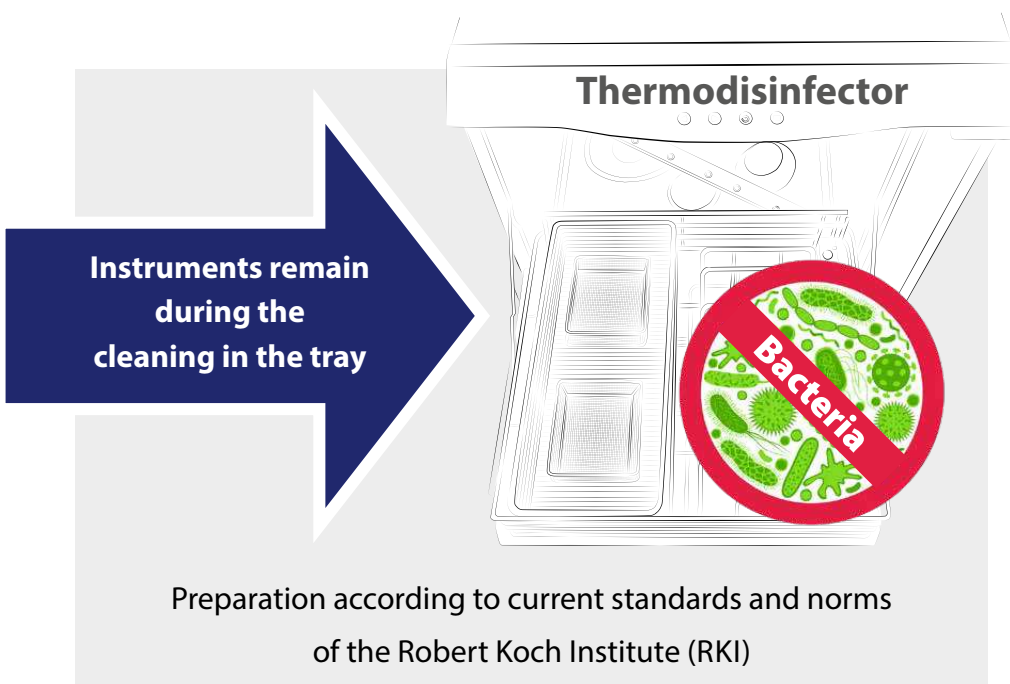 Thermodisinfector
Instruments remain
during the
cleaning in the tray
Bacteria
Preparation according to current standards and norms
of the Robert Koch Institute (RKI)